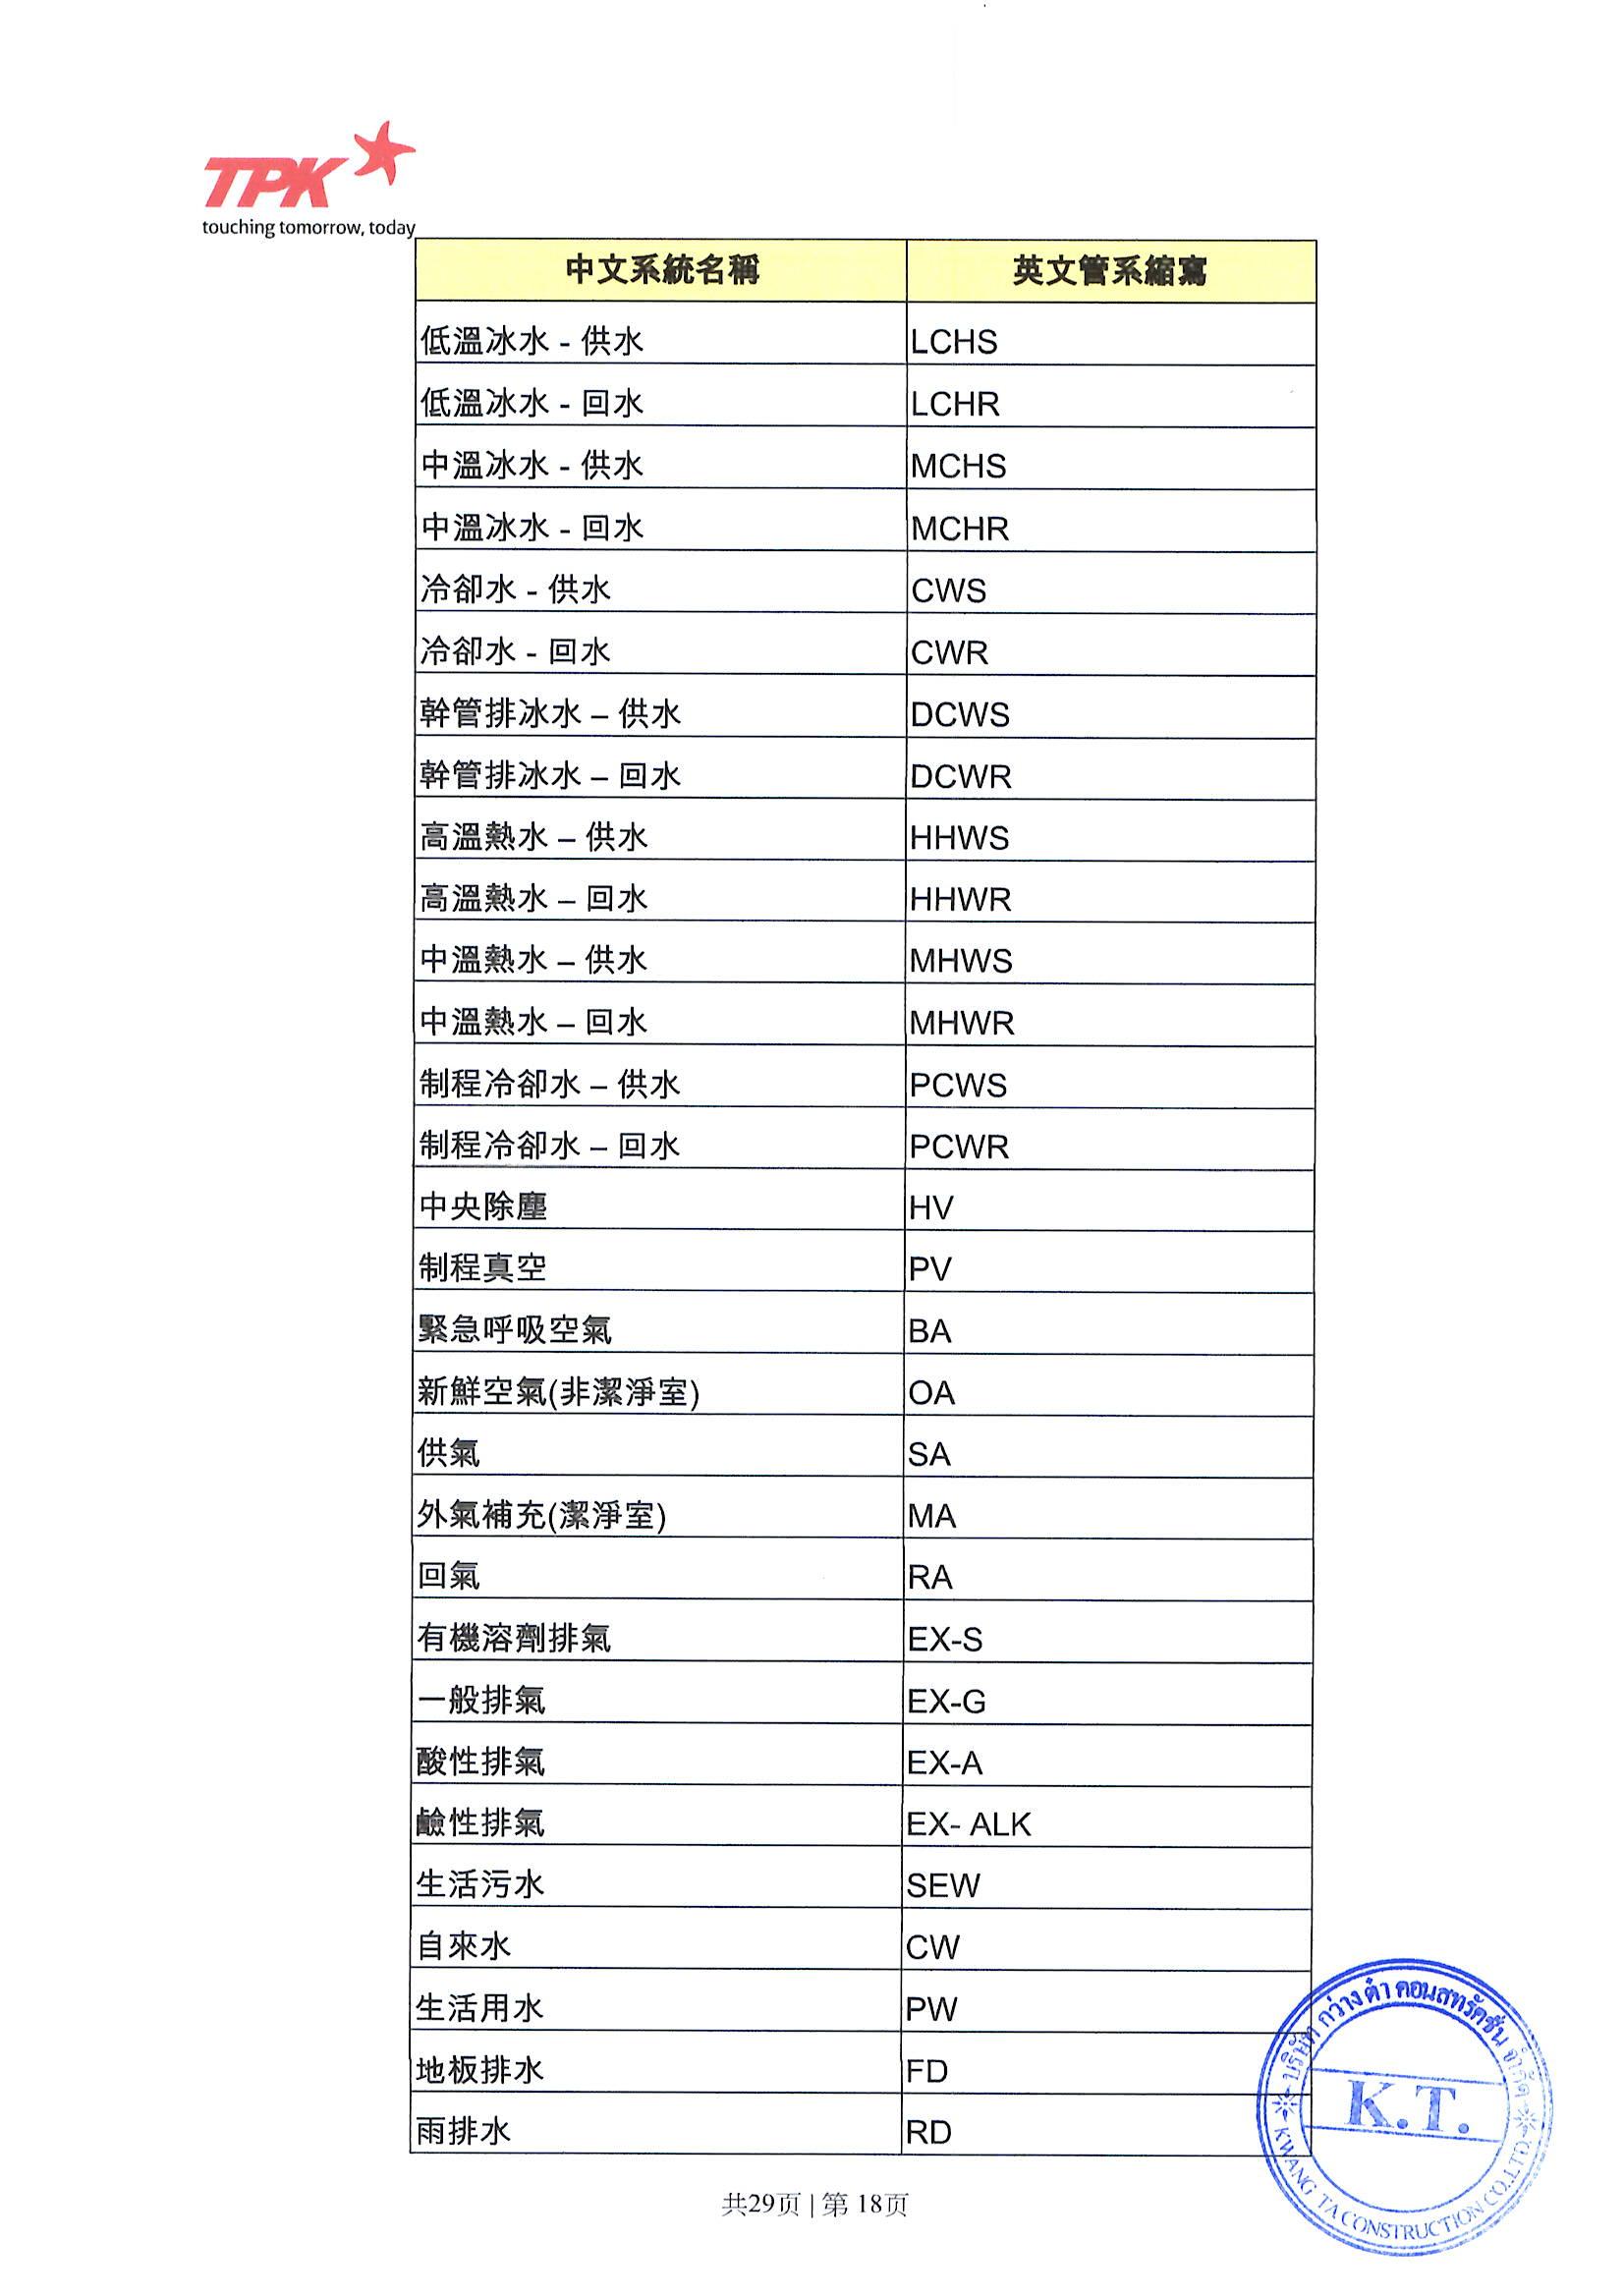 TPK
touching tomorrow, today
中文系統名稱 英文管系縮寫
低溫冰水 - 供水 LCHS
低溫冰水 - 回水 LCHR
中溫冰水 - 供水 MCHS
中溫冰水 - 回水 MCHR
冷卻水 - 供水 CWS
冷卻水 - 回水 CWR
幹管排冰水 – 供水 DCWS
幹管排冰水 – 回水 DCWR
高溫熱水 – 供水 HHWS
高溫熱水 – 回水 HHWR
中溫熱水 – 供水 MHWS
中溫熱水 – 回水 MHWR
制程冷卻水 – 供水 PCWS
制程冷卻水 – 回水 PCWR
中央除塵 HV
制程真空 PV
緊急呼吸空氣 BA
新鮮空氣(非潔淨室) OA
供氣 SA
外氣補充(潔淨室) MA
回氣 RA
有機溶劑排氣 EX-S
一般排氣 EX-G
酸性排氣 EX-A
鹼性排氣 EX- ALK
生活污水 SEW
自來水 CW
生活用水 PW
地板排水 FD
雨排水 RD
บริษัท กว่างต้า คอนสทรัคชั่น จำกัด
K.T.
KWANG TA CONSTRUCTION CO.,LTD.
共29页 | 第 18页